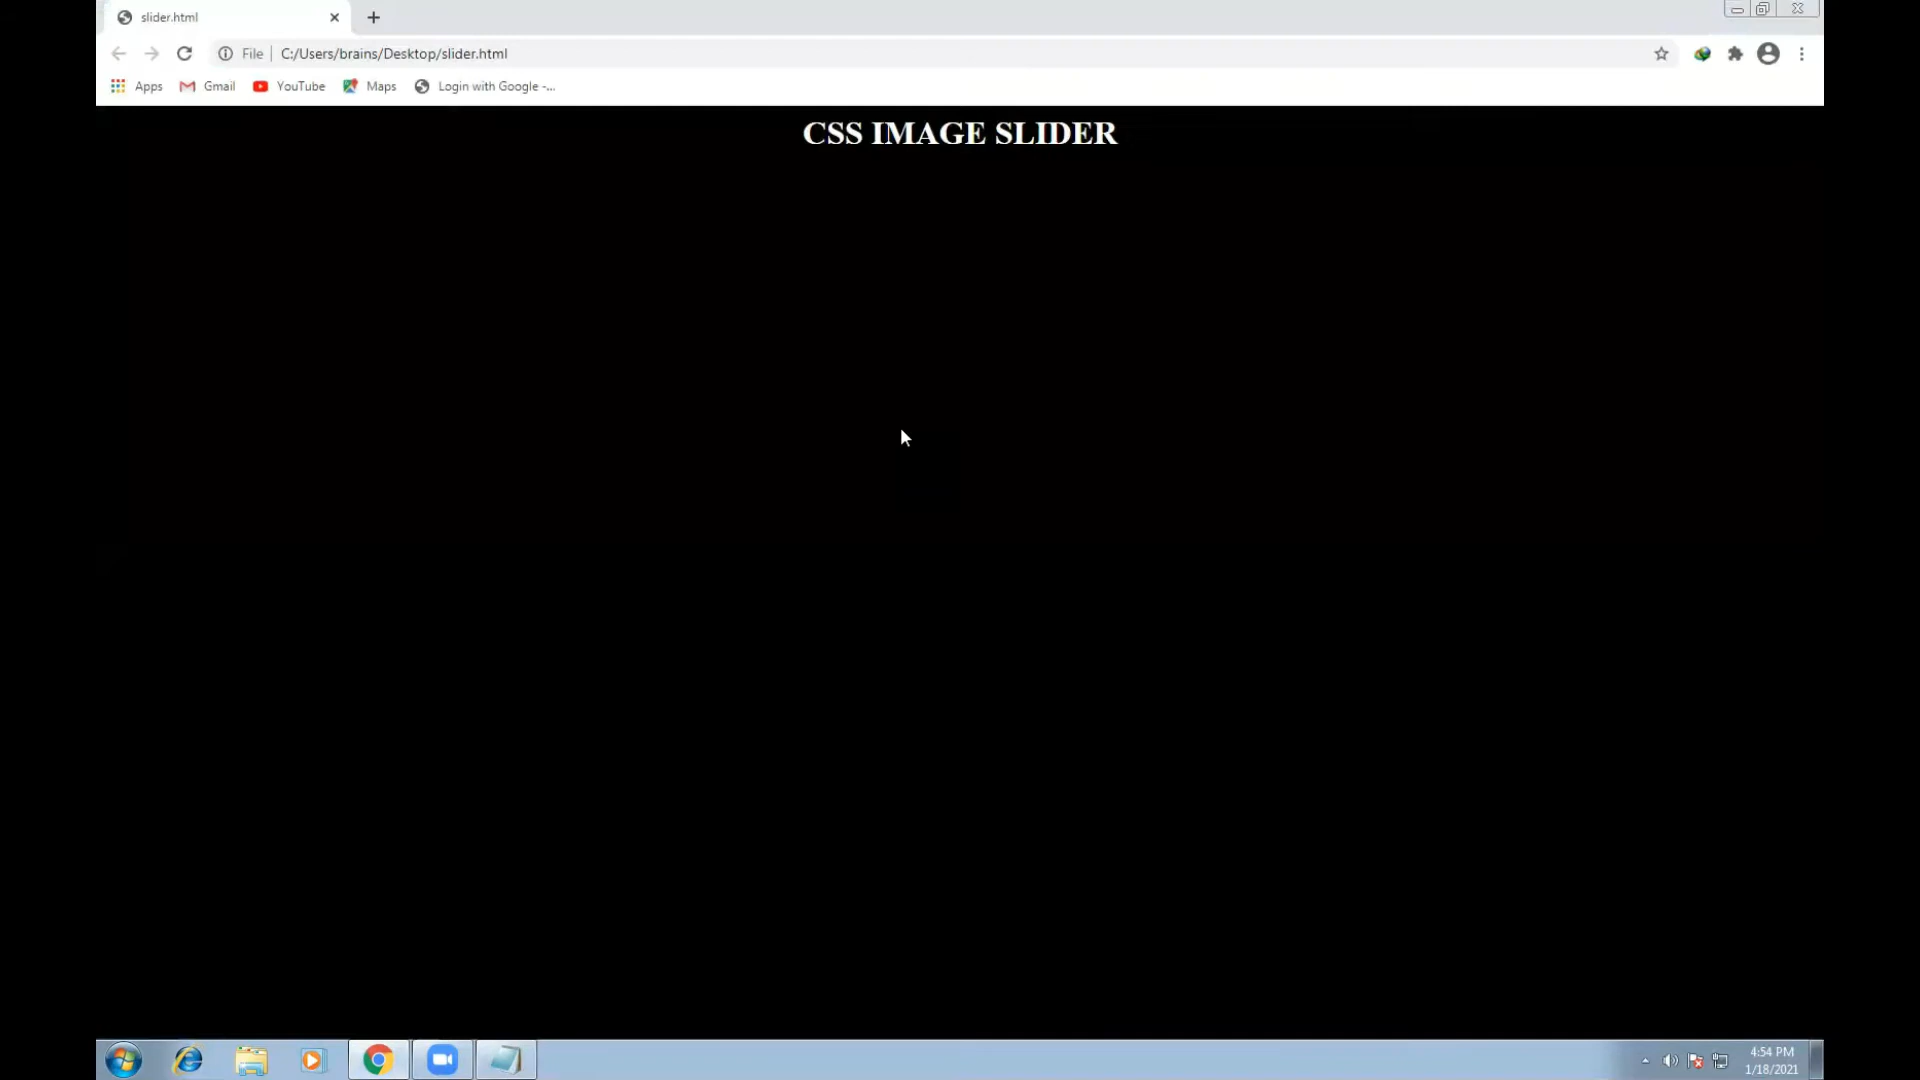 slider.html
File C:/Users/brains/Desktop/slider.html
Apps Gmail YouTube Maps Login with Google -...
CSS IMAGE SLIDER
4:54 PM
1/18/2021